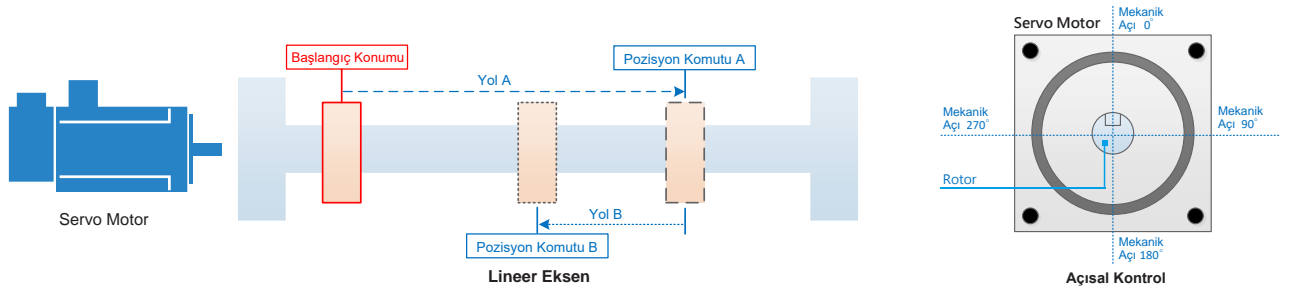 Servo Motor
Başlangıç Konumu
Yol A
Pozisyon Komutu A
Yol B
Pozisyon Komutu B
Lineer Eksen
Servo Motor
Mekanik
Açı 0°
Mekanik
Açı 270°
Mekanik
Açı 90°
Rotor
Mekanik
Açı 180°
Açısal Kontrol